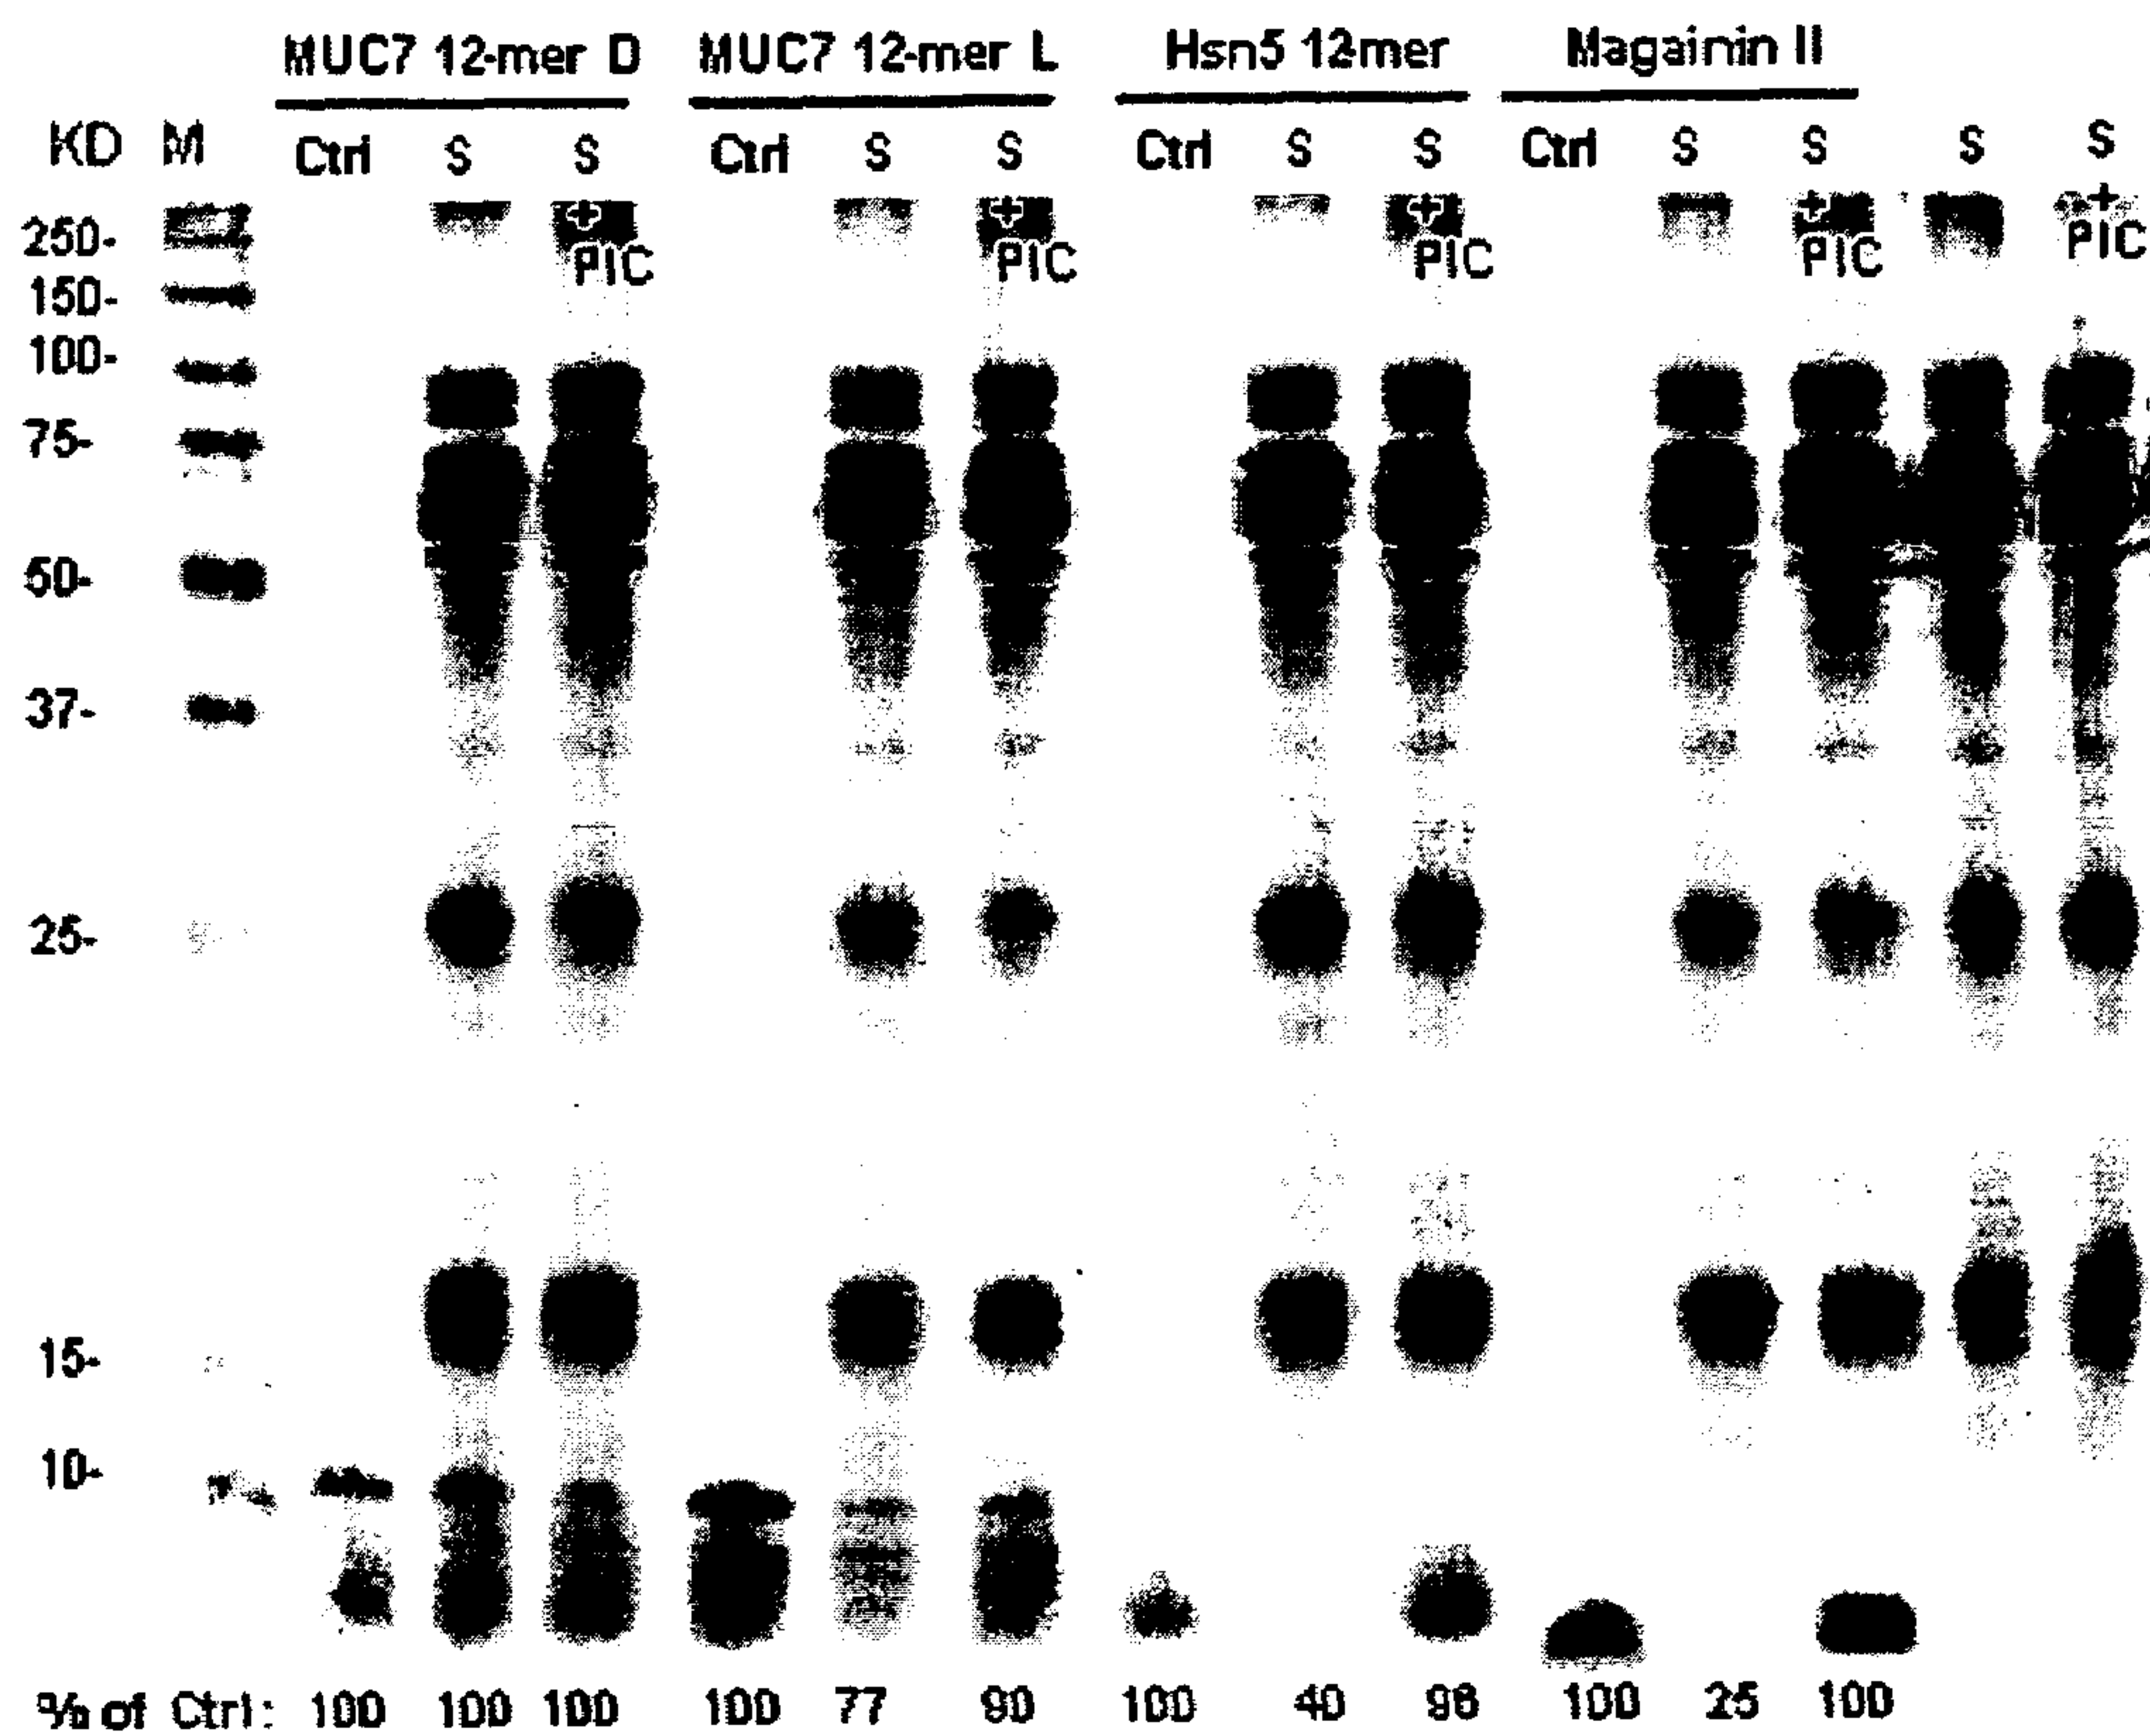 MUC7 12-mer D MUC7 12-mer L Hsn5 12-mer Magainin II
KD M Ctrl S S Ctrl S S Ctrl S S Ctrl S S S S
+ + + + +
PIC PIC PIC PIC PIC
250-
150-
100-
75-
50-
37-
25-
15-
10-
% of Ctrl: 100 100 100 100 77 90 100 40 98 100 25 100